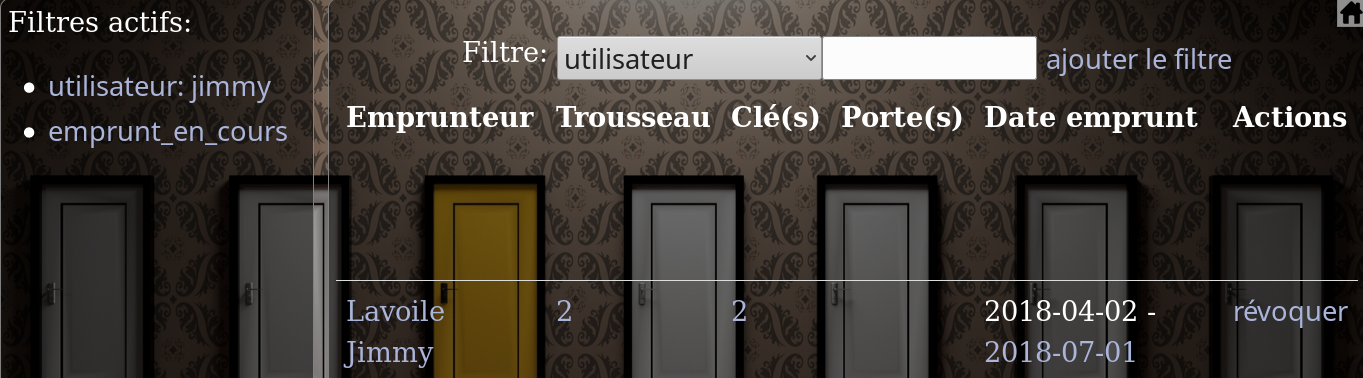 Filtres actifs:
utilisateur: jimmy
emprunt_en_cours
Filtre: utilisateur ajouter le filtre
Emprunteur Trousseau Clé(s) Porte(s) Date emprunt Actions
Lavoile 2 2 2018-04-02 - révoquer
Jimmy 2018-07-01